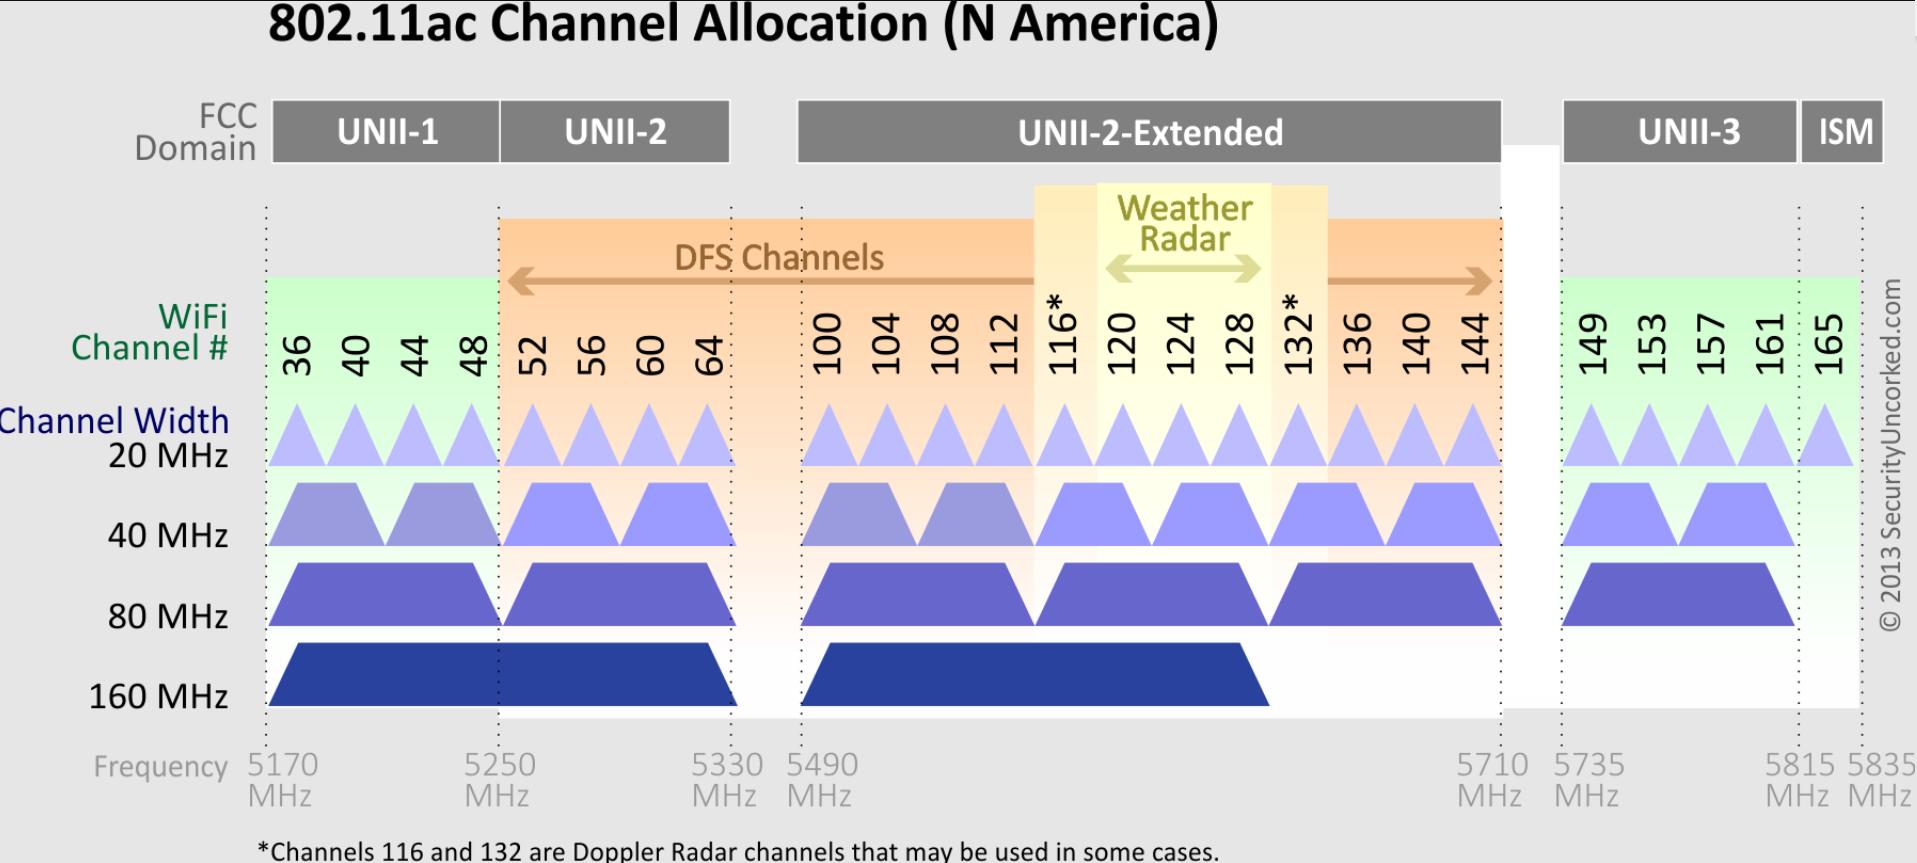 802.11ac Channel Allocation (N America)
FCC
Domain
UNII-1
UNII-2
UNII-2-Extended
UNII-3
ISM
Weather
Radar
DFS Channels
WiFi
Channel #
36
40
44
48
52
56
60
64
100
104
108
112
116*
120
124
128
132*
136
140
144
149
153
157
161
165
Channel Width
20 MHz
40 MHz
80 MHz
160 MHz
Frequency
5170
MHz
5250
MHz
5330
MHz
5490
MHz
5710
MHz
5735
MHz
5815
MHz
5835
MHz
*Channels 116 and 132 are Doppler Radar channels that may be used in some cases.
© 2013 SecurityUncorked.com